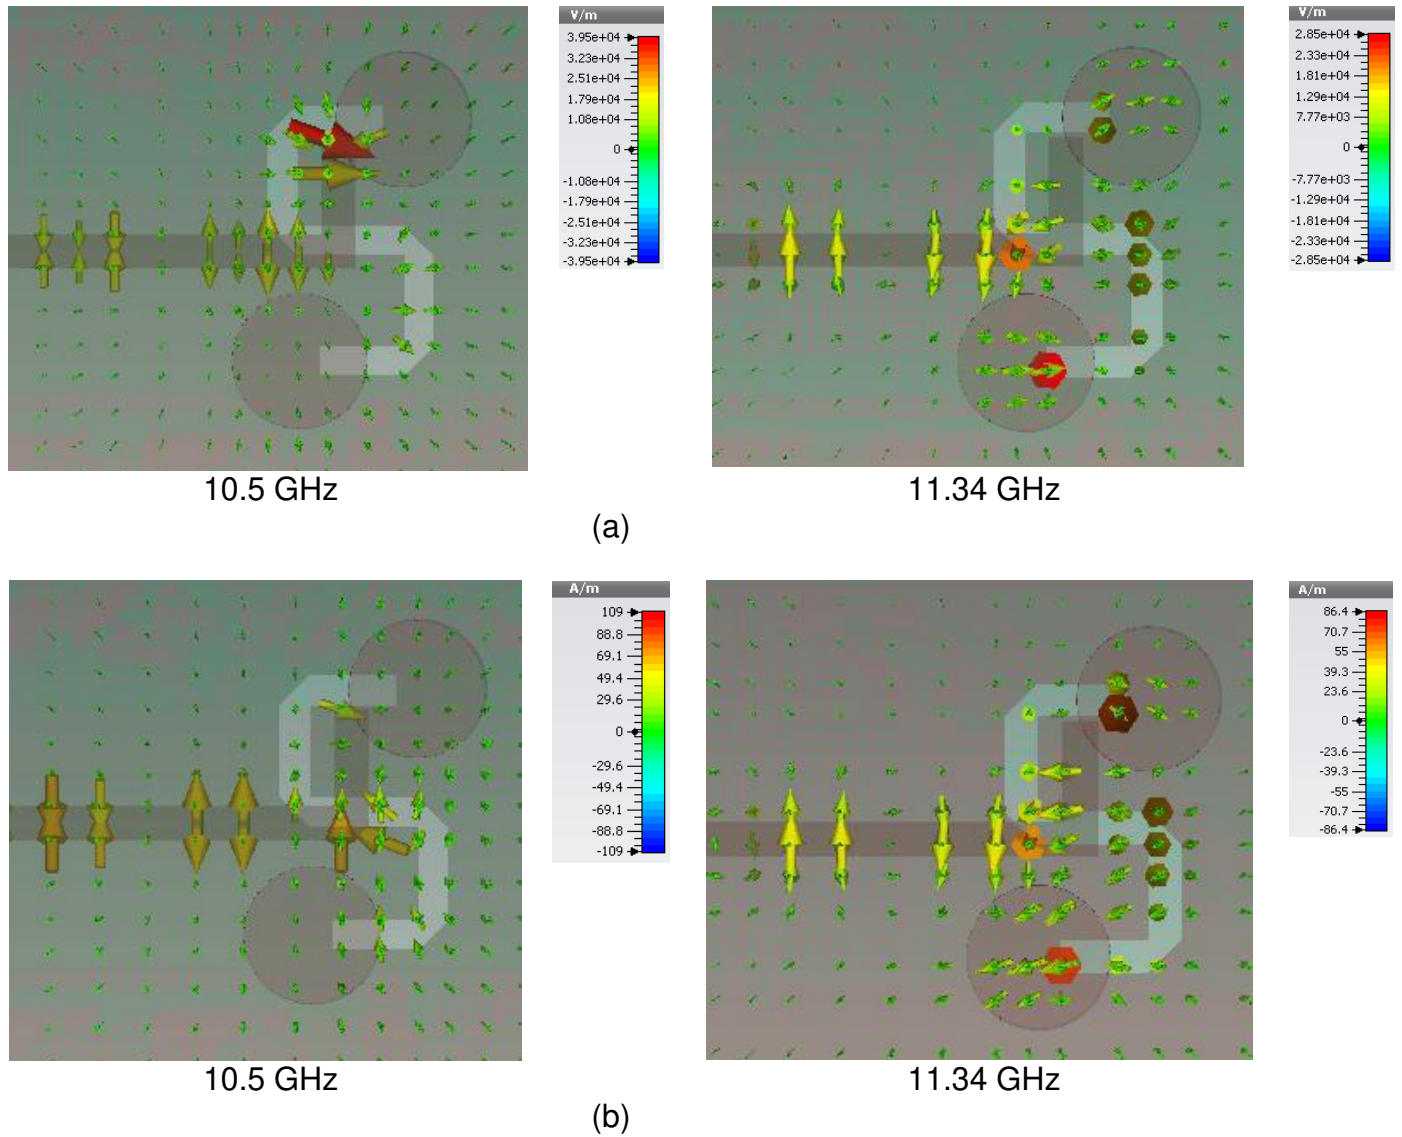 V/m
3.95e+04
3.23e+04
2.51e+04
1.79e+04
1.08e+04
0
-1.08e+04
-1.79e+04
-2.51e+04
-3.23e+04
-3.95e+04
V/m
2.85e+04
2.33e+04
1.81e+04
1.29e+04
7.77e+03
0
-7.77e+03
-1.29e+04
-1.81e+04
-2.33e+04
-2.85e+04
10.5 GHz
11.34 GHz
(a)
A/m
109
88.8
69.1
49.4
29.6
0
-29.6
-49.4
-69.1
-88.8
-109
A/m
86.4
70.7
55
39.3
23.6
0
-23.6
-39.3
-55
-70.7
-86.4
10.5 GHz
11.34 GHz
(b)